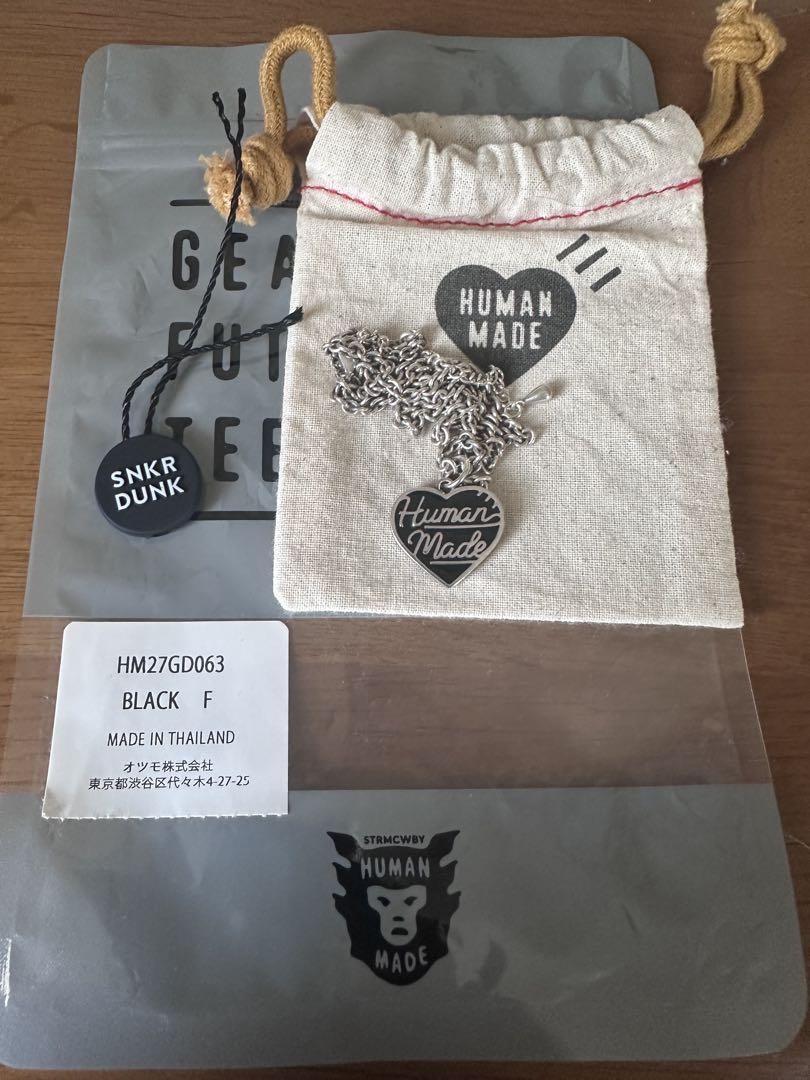 GEA
FUT
TEE
SNKR
DUNK
HUMAN
MADE
Human
Made
HM27GD063
BLACK F
MADE IN THAILAND
オツモ株式会社
東京都渋谷区代々木4-27-25
STRMCWBY
HUMAN
MADE